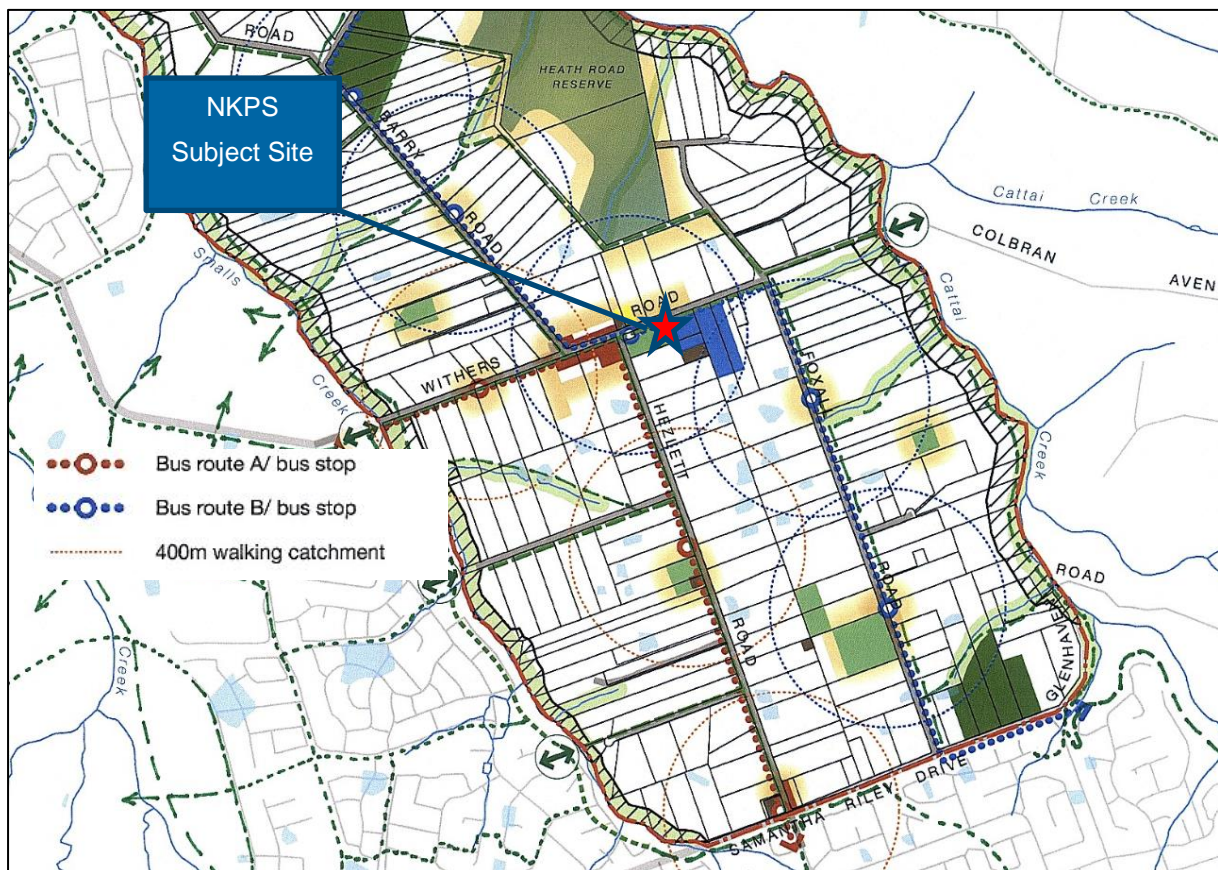 ROAD
HEATH ROAD
RESERVE
NKPS
Subject Site
BARRY
ROAD
Cattai Creek
COLBRAN
AVEN
Smalls
Creek
Cattai
Creek
ROAD
WITHERS
HEZLETT
ROAD
FOXALL
ROAD
Bus route A/ bus stop
Bus route B/ bus stop
400m walking catchment
ROAD
GLENHAVEN
Creek
SAMANTHA RILEY DRIVE